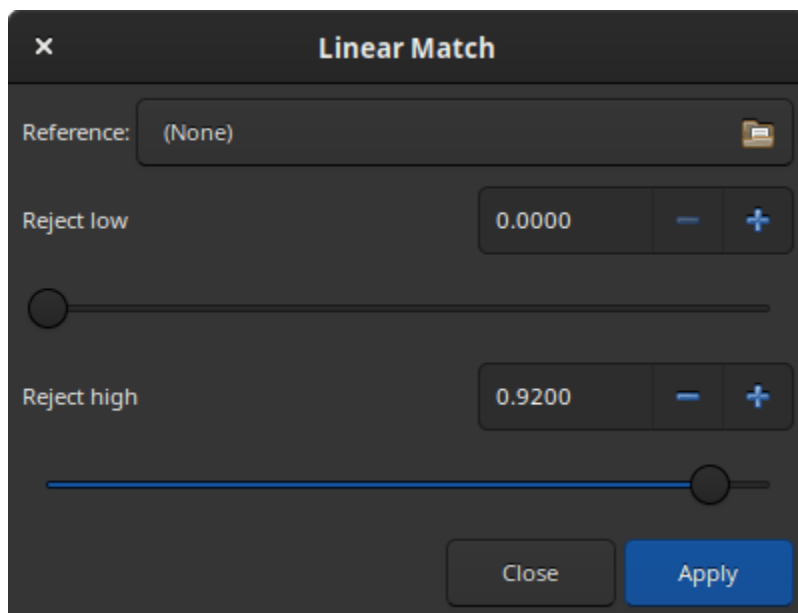 Linear Match
Reference: (None)
Reject low 0.0000
Reject high 0.9200
Close Apply